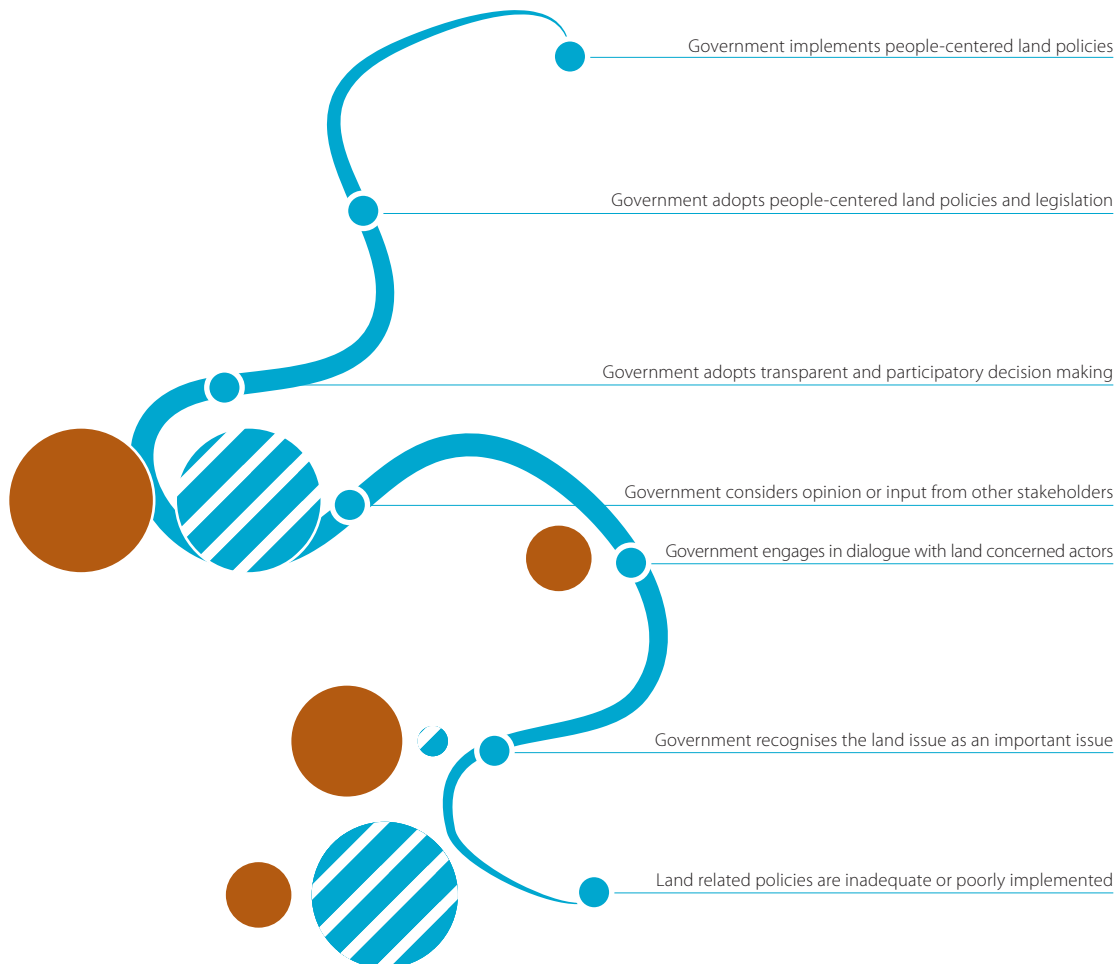 Government implements people-centered land policies
Government adopts people-centered land policies and legislation
Government adopts transparent and participatory decision making
Government considers opinion or input from other stakeholders
Government engages in dialogue with land concerned actors
Government recognises the land issue as an important issue
Land related policies are inadequate or poorly implemented